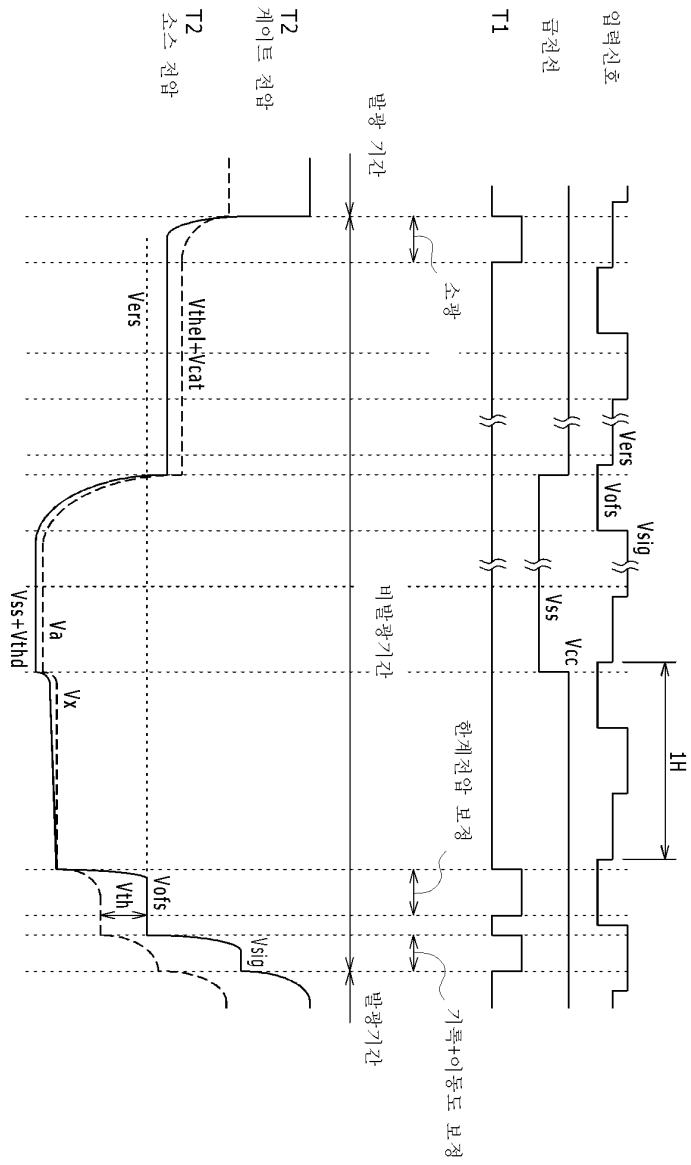 1H
입력신호
Vers
Vofs
Vsig
급전선
Vss
Vcc
T1
소광
한계전압 보정
기록+이동도 보정
발광 기간
비발광기간
발광기간
T2
게이트 전압
T2
소스 전압
Vthel+Vcat
Vers
Va
Vss+Vthd
Vx
Vofs
Vth
Vsig